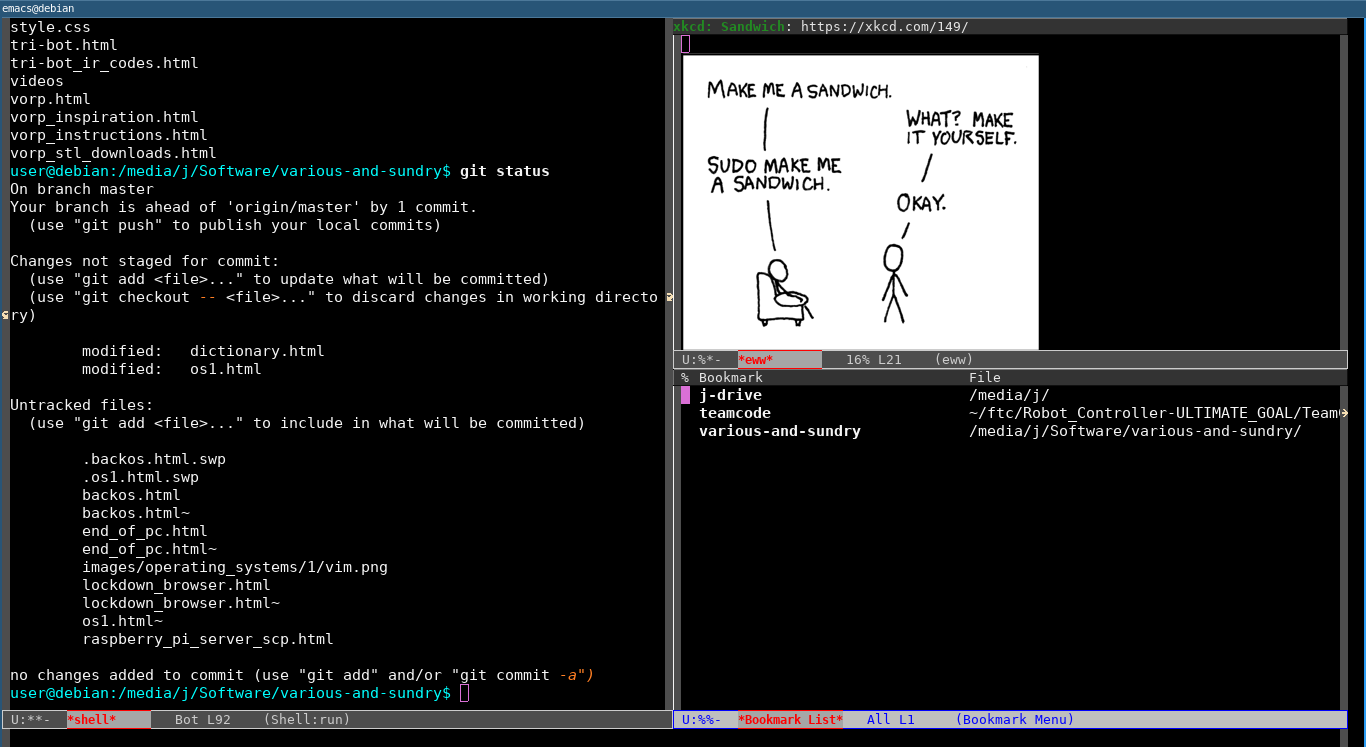 emacs@debian
style.css
tri-bot.html
tri-bot_ir_codes.html
videos
vorp.html
vorp_inspiration.html
vorp_instructions.html
vorp_stl_downloads.html
user@debian:/media/j/Software/various-and-sundry$ git status
On branch master
Your branch is ahead of 'origin/master' by 1 commit.
  (use "git push" to publish your local commits)
Changes not staged for commit:
  (use "git add <file>..." to update what will be committed)
  (use "git checkout -- <file>..." to discard changes in working directo
ry)
        modified:   dictionary.html
        modified:   os1.html
Untracked files:
  (use "git add <file>..." to include in what will be committed)
        .backos.html.swp
        .os1.html.swp
        backos.html
        backos.html~
        end_of_pc.html
        end_of_pc.html~
        images/operating_systems/1/vim.png
        lockdown_browser.html
        lockdown_browser.html~
        os1.html~
        raspberry_pi_server_scp.html
no changes added to commit (use "git add" and/or "git commit -a")
user@debian:/media/j/Software/various-and-sundry$
U:**-  *shell*   Bot L92    (Shell:run)
xkcd: Sandwich: https://xkcd.com/149/
MAKE ME A SANDWICH.
WHAT? MAKE
IT YOURSELF.
SUDO MAKE ME
A SANDWICH.
OKAY.
U:%*-  *eww*   16% L21    (eww)
% Bookmark   File
j-drive   /media/j/
teamcode   ~/ftc/Robot_Controller-ULTIMATE_GOAL/Team
various-and-sundry   /media/j/Software/various-and-sundry/
U:%%-  *Bookmark List*   All L1     (Bookmark Menu)